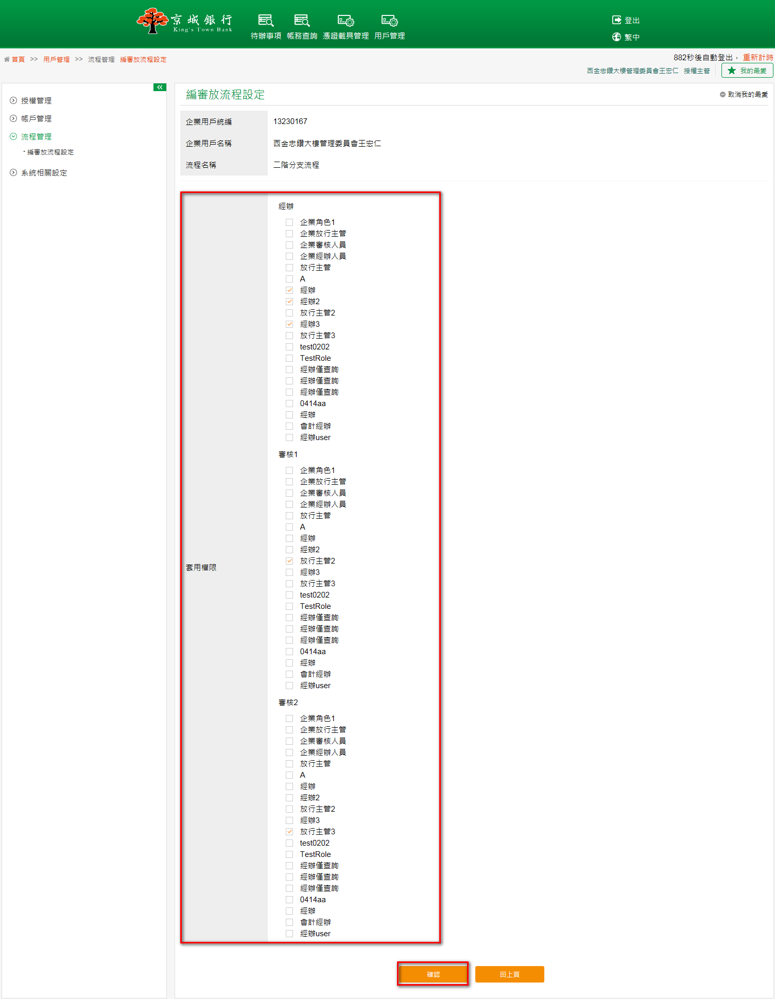 京城銀行
King's Town Bank
待辦事項 帳務查詢 憑證載具管理 用戶管理
登出
繁中
首頁 >> 用戶管理 >> 流程管理 編審放流程設定
882秒後自動登出, 重新計時
西金忠鑽大樓管理委員會王宏仁 授權主管 我的最愛
授權管理
帳戶管理
流程管理
編審放流程設定
系統相關設定
編審放流程設定
取消我的最愛
企業用戶統編 13230167
企業用戶名稱 西金忠鑽大樓管理委員會王宏仁
流程名稱 二階分支流程
套用權限
經辦
企業角色1
企業放行主管
企業審核人員
企業經辦人員
放行主管
A
經辦
經辦2
放行主管2
經辦3
放行主管3
test0202
TestRole
經辦僅查詢
經辦僅查詢
經辦僅查詢
0414aa
經辦
會計經辦
經辦user
審核1
企業角色1
企業放行主管
企業審核人員
企業經辦人員
放行主管
A
經辦
經辦2
放行主管2
經辦3
放行主管3
test0202
TestRole
經辦僅查詢
經辦僅查詢
經辦僅查詢
0414aa
經辦
會計經辦
經辦user
審核2
企業角色1
企業放行主管
企業審核人員
企業經辦人員
放行主管
A
經辦
經辦2
放行主管2
經辦3
放行主管3
test0202
TestRole
經辦僅查詢
經辦僅查詢
經辦僅查詢
0414aa
經辦
會計經辦
經辦user
確認 回上頁